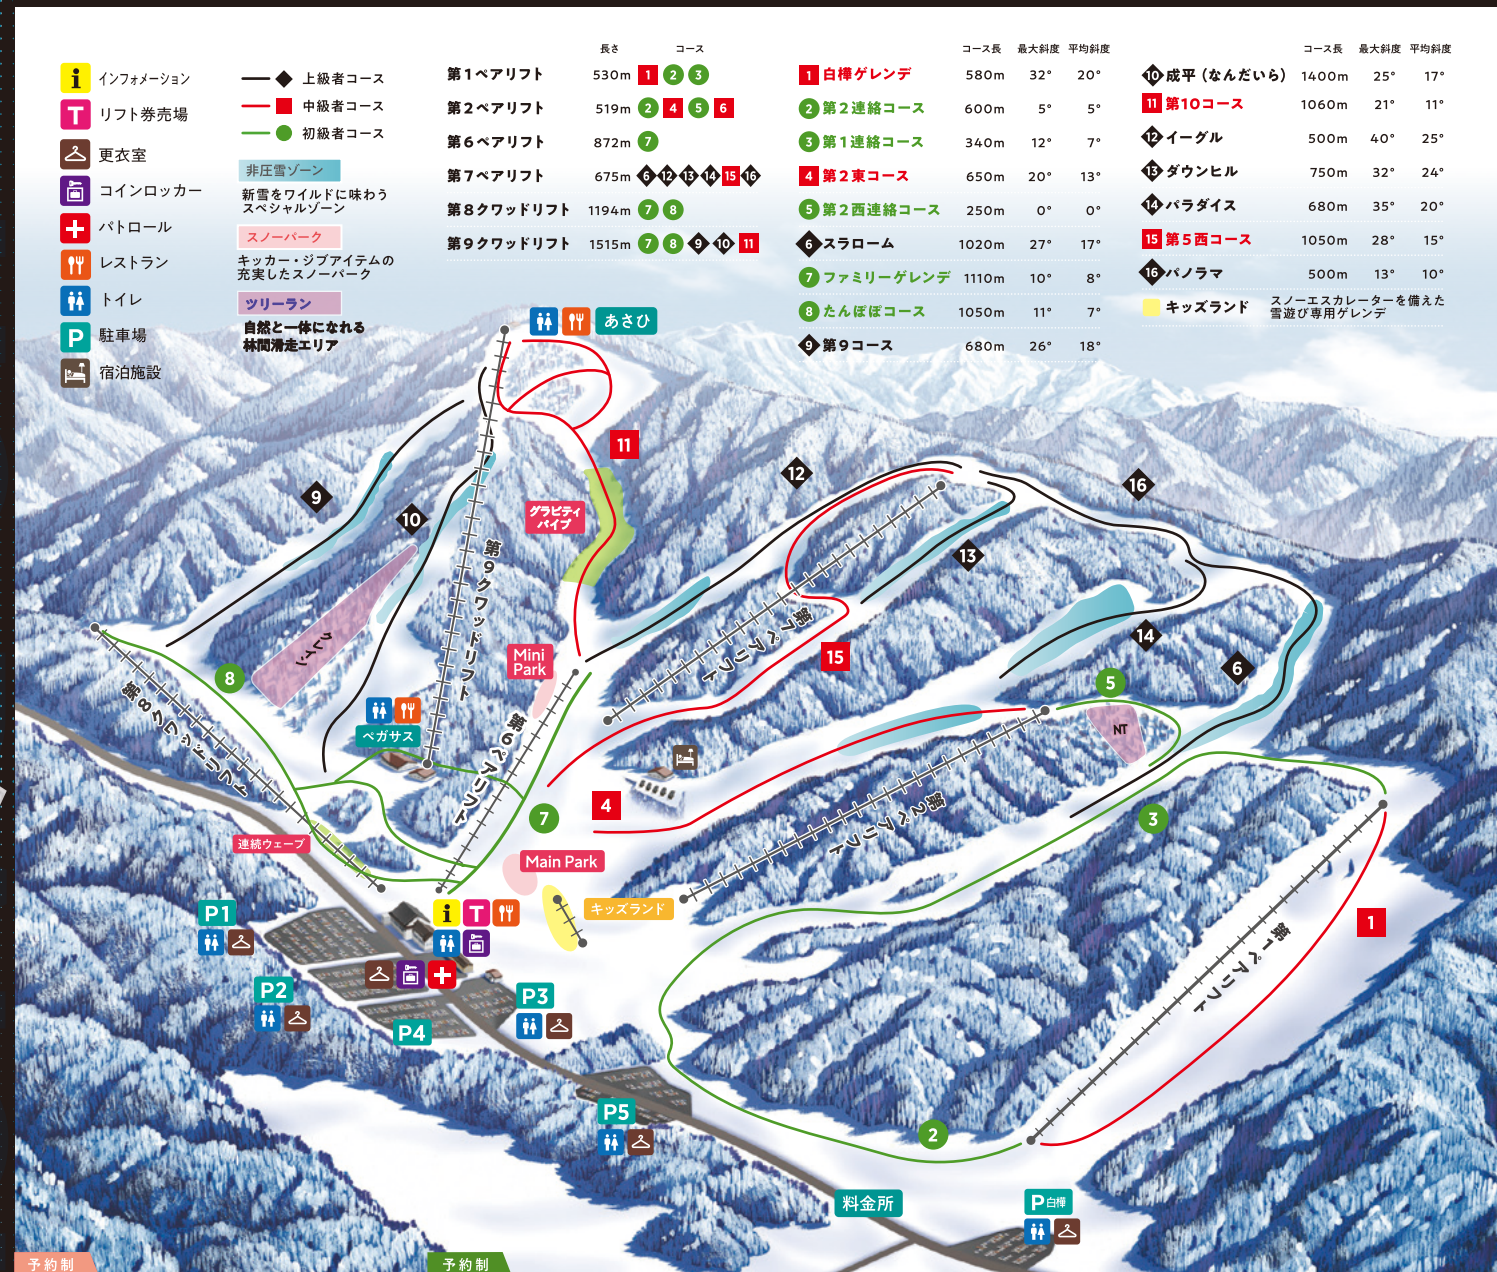 インフォメーション
リフト券売場
更衣室
コインロッカー
パトロール
レストラン
トイレ
駐車場
宿泊施設
上級者コース
中級者コース
初級者コース
非圧雪ゾーン
新雪をワイルドに味わう
スペシャルゾーン
スノーパーク
キッカー・ジブアイテムの
充実したスノーパーク
ツリーラン
自然と一体になれる
林間滑走エリア
長さ コース
第1ペアリフト 530m 1 2 3
第2ペアリフト 519m 2 4 5 6
第6ペアリフト 872m 7
第7ペアリフト 675m 6 12 13 14 15 16
第8クワッドリフト 1194m 7 8
第9クワッドリフト 1515m 7 8 9 10 11
コース長 最大斜度 平均斜度
1 白樺ゲレンデ 580m 32° 20°
2 第2連絡コース 600m 5° 5°
3 第1連絡コース 340m 12° 7°
4 第2東コース 650m 20° 13°
5 第2西連絡コース 250m 0° 0°
6 スラローム 1020m 27° 17°
7 ファミリーゲレンデ 1110m 10° 8°
8 たんぽぽコース 1050m 11° 7°
9 第9コース 680m 26° 18°
コース長 最大斜度 平均斜度
10 成平（なんだいら） 1400m 25° 17°
11 第10コース 1060m 21° 11°
12 イーグル 500m 40° 25°
13 ダウンヒル 750m 32° 24°
14 パラダイス 680m 35° 20°
15 第5西コース 1050m 28° 15°
16 パノラマ 500m 13° 10°
キッズランド スノーエスカレーターを備えた
雪遊び専用ゲレンデ
あさひ
11
12
16
9
10
グラビティ
パイプ
13
第9クワッドリフト
第7ペアリフト
14
15
6
Mini
Park
クレイン
8
5
第8クワッドリフト
ペガサス
第6ペアリフト
NT
4
7
3
第2ペアリフト
連続ウェーブ
Main Park
キッズランド
1
第1ペアリフト
P1
P2
P3
P4
P5
2
料金所
P白樺
予約制
予約制